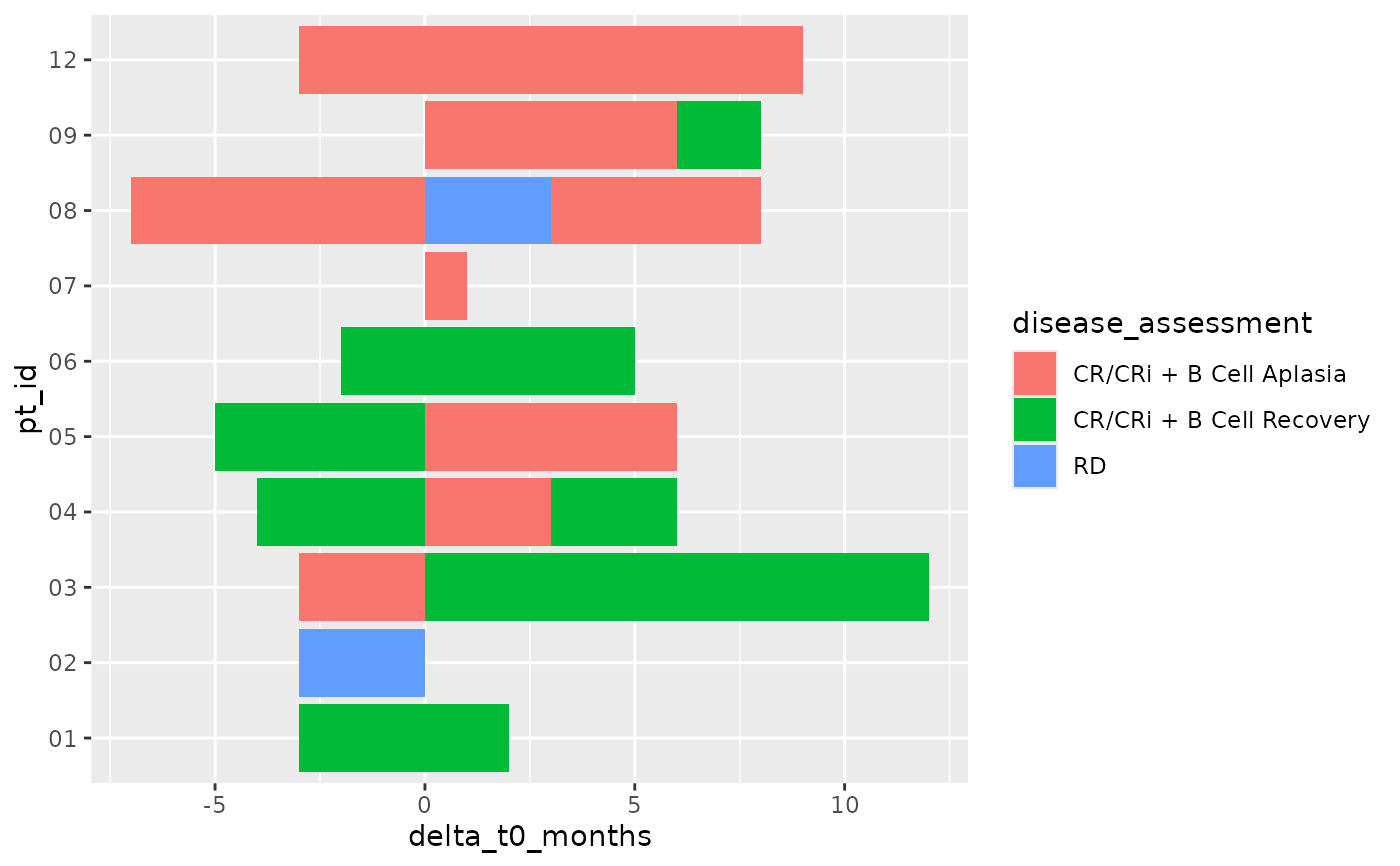 12
09
08
07
06
05
04
03
02
01
pt_id
-5 0 5 10
delta_t0_months
disease_assessment
CR/CRi + B Cell Aplasia
CR/CRi + B Cell Recovery
RD